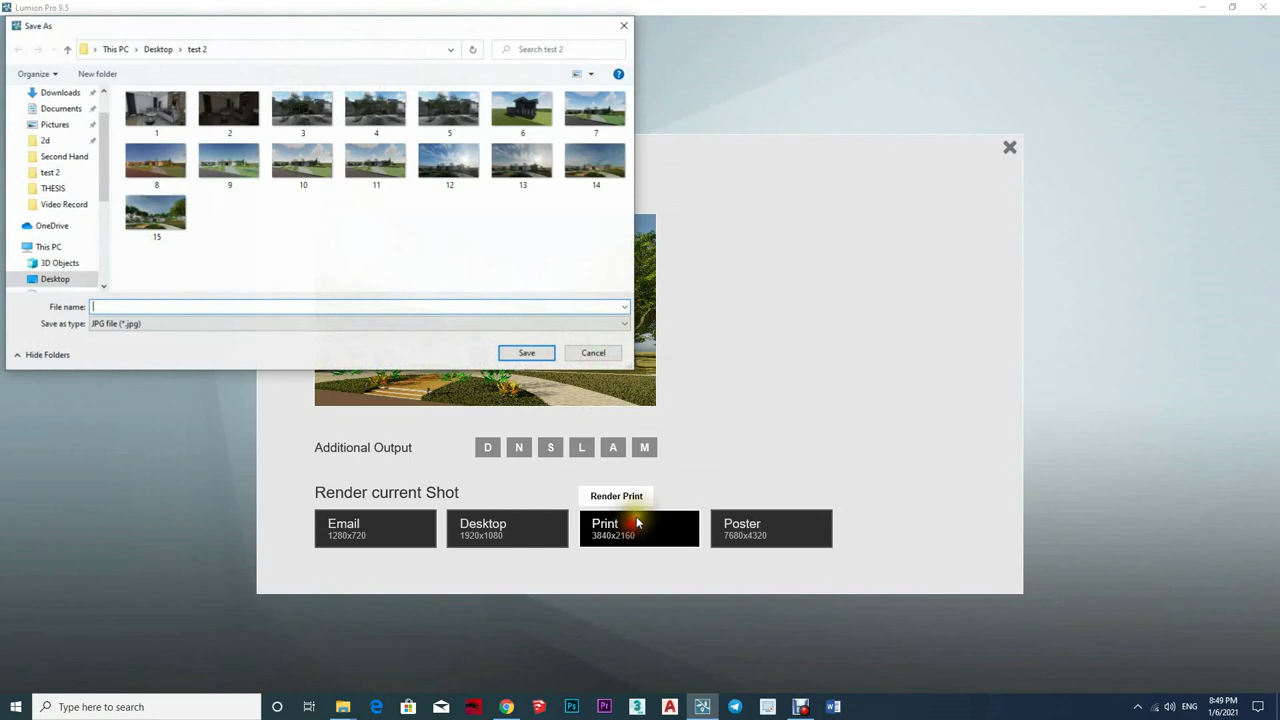 Lumion Pro 9.5
Save As
This PC
Desktop
test 2
Search test 2
Organize
New folder
Downloads
Documents
Pictures
2d
Second Hand
test 2
THESIS
Video Record
OneDrive
This PC
3D Objects
Desktop
1
2
3
4
5
6
7
8
9
10
11
12
13
14
15
File name:
Save as type:
JPG file (*.jpg)
Hide Folders
Save
Cancel
Additional Output
D N S L A M
Render current Shot
Render Print
Email
1280x720
Desktop
1920x1080
Print
3840x2160
Poster
7680x4320
Type here to search
ENG
8:49 PM
1/6/2021